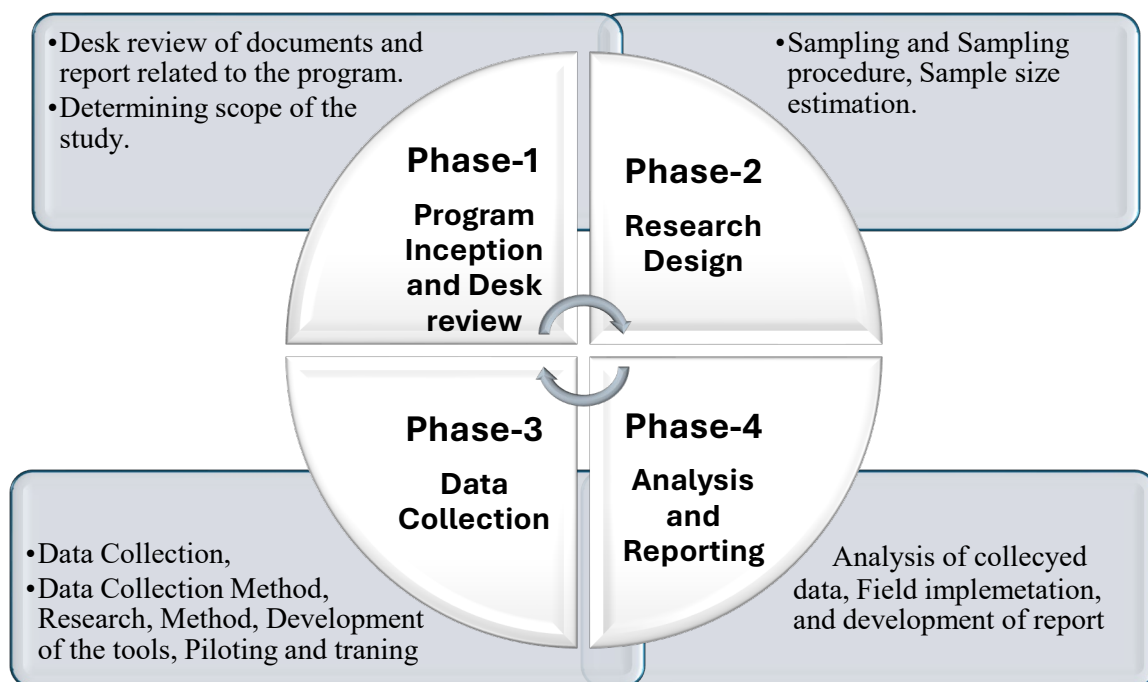 •Desk review of documents and
report related to the program.
•Determining scope of the
study.
Phase-1
Program
Inception
and Desk
review
•Sampling and Sampling
procedure, Sample size
estimation.
Phase-2
Research
Design
Phase-3
Data
Collection
•Data Collection,
•Data Collection Method,
Research, Method, Development
of the tools, Piloting and traning
Phase-4
Analysis
and
Reporting
Analysis of collecyed
data, Field implemetation,
and development of report